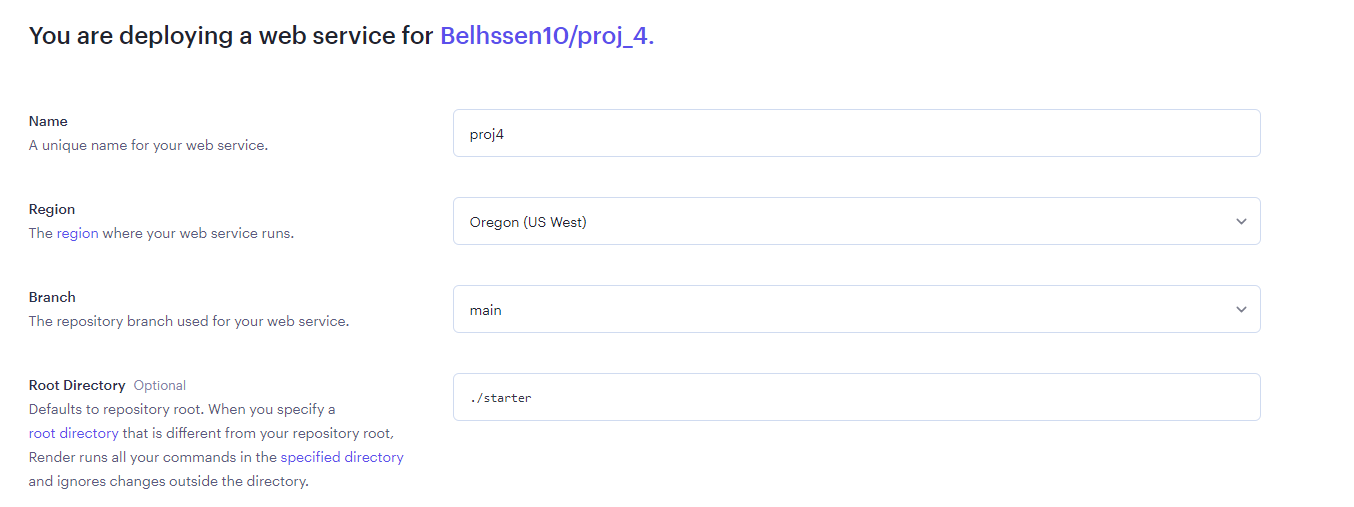 You are deploying a web service for Belhssen10/proj_4.
Name
A unique name for your web service.
proj4
Region
The region where your web service runs.
Oregon (US West)
Branch
The repository branch used for your web service.
main
Root Directory Optional
Defaults to repository root. When you specify a
root directory that is different from your repository root,
Render runs all your commands in the specified directory
and ignores changes outside the directory.
./starter